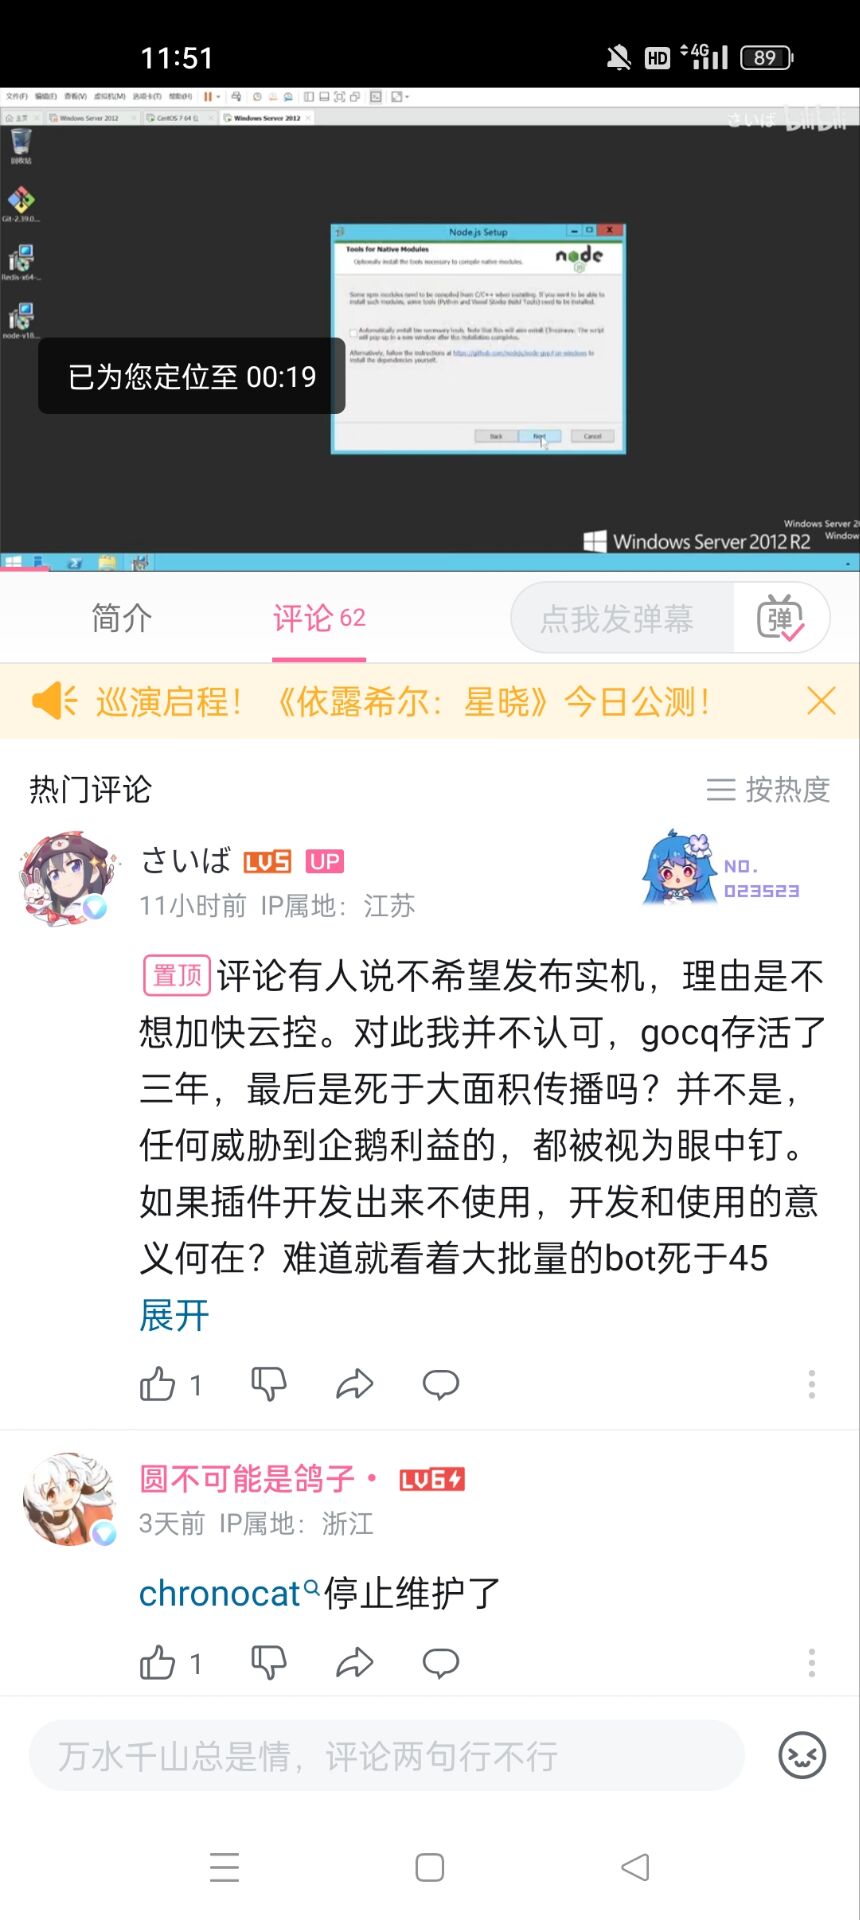 11:51
HD 4G 89
文件(F) 编辑(E) 查看(V) 虚拟机(M) 选项卡(T) 帮助(H)
主页 Windows Server 2012 CentOS 7 64 位 Windows Server 2012
さいば bilibili
回收站
Git-2.39.0...
Redis-x64-...
node-v18...
Node.js Setup
Tools for Native Modules
Optionally install the tools necessary to compile native modules.
node
Some npm modules need to be compiled from C/C++ when installing. If you want to be able to
install such modules, some tools (Python and Visual Studio Build Tools) need to be installed.
Automatically install the necessary tools. Note that this will also install Chocolatey. The script
will pop-up in a new window after the installation completes.
Alternatively, follow the instructions at https://github.com/nodejs/node-gyp#on-windows to
install the dependencies yourself.
Back Next Cancel
已为您定位至 00:19
Windows Server 2
Window
Windows Server 2012 R2
简介 评论 62 点我发弹幕 弹
巡演启程！《依露希尔：星晓》今日公测！
热门评论 按热度
さいば LV5 UP
NO.
023523
11小时前 IP属地：江苏
置顶 评论有人说不希望发布实机，理由是不
想加快云控。对此我并不认可，gocq存活了
三年，最后是死于大面积传播吗？并不是，
任何威胁到企鹅利益的，都被视为眼中钉。
如果插件开发出来不使用，开发和使用的意
义何在？难道就看着大批量的bot死于45
展开
1
圆不可能是鸽子· LV6
3天前 IP属地：浙江
chronocat停止维护了
1
万水千山总是情，评论两句行不行